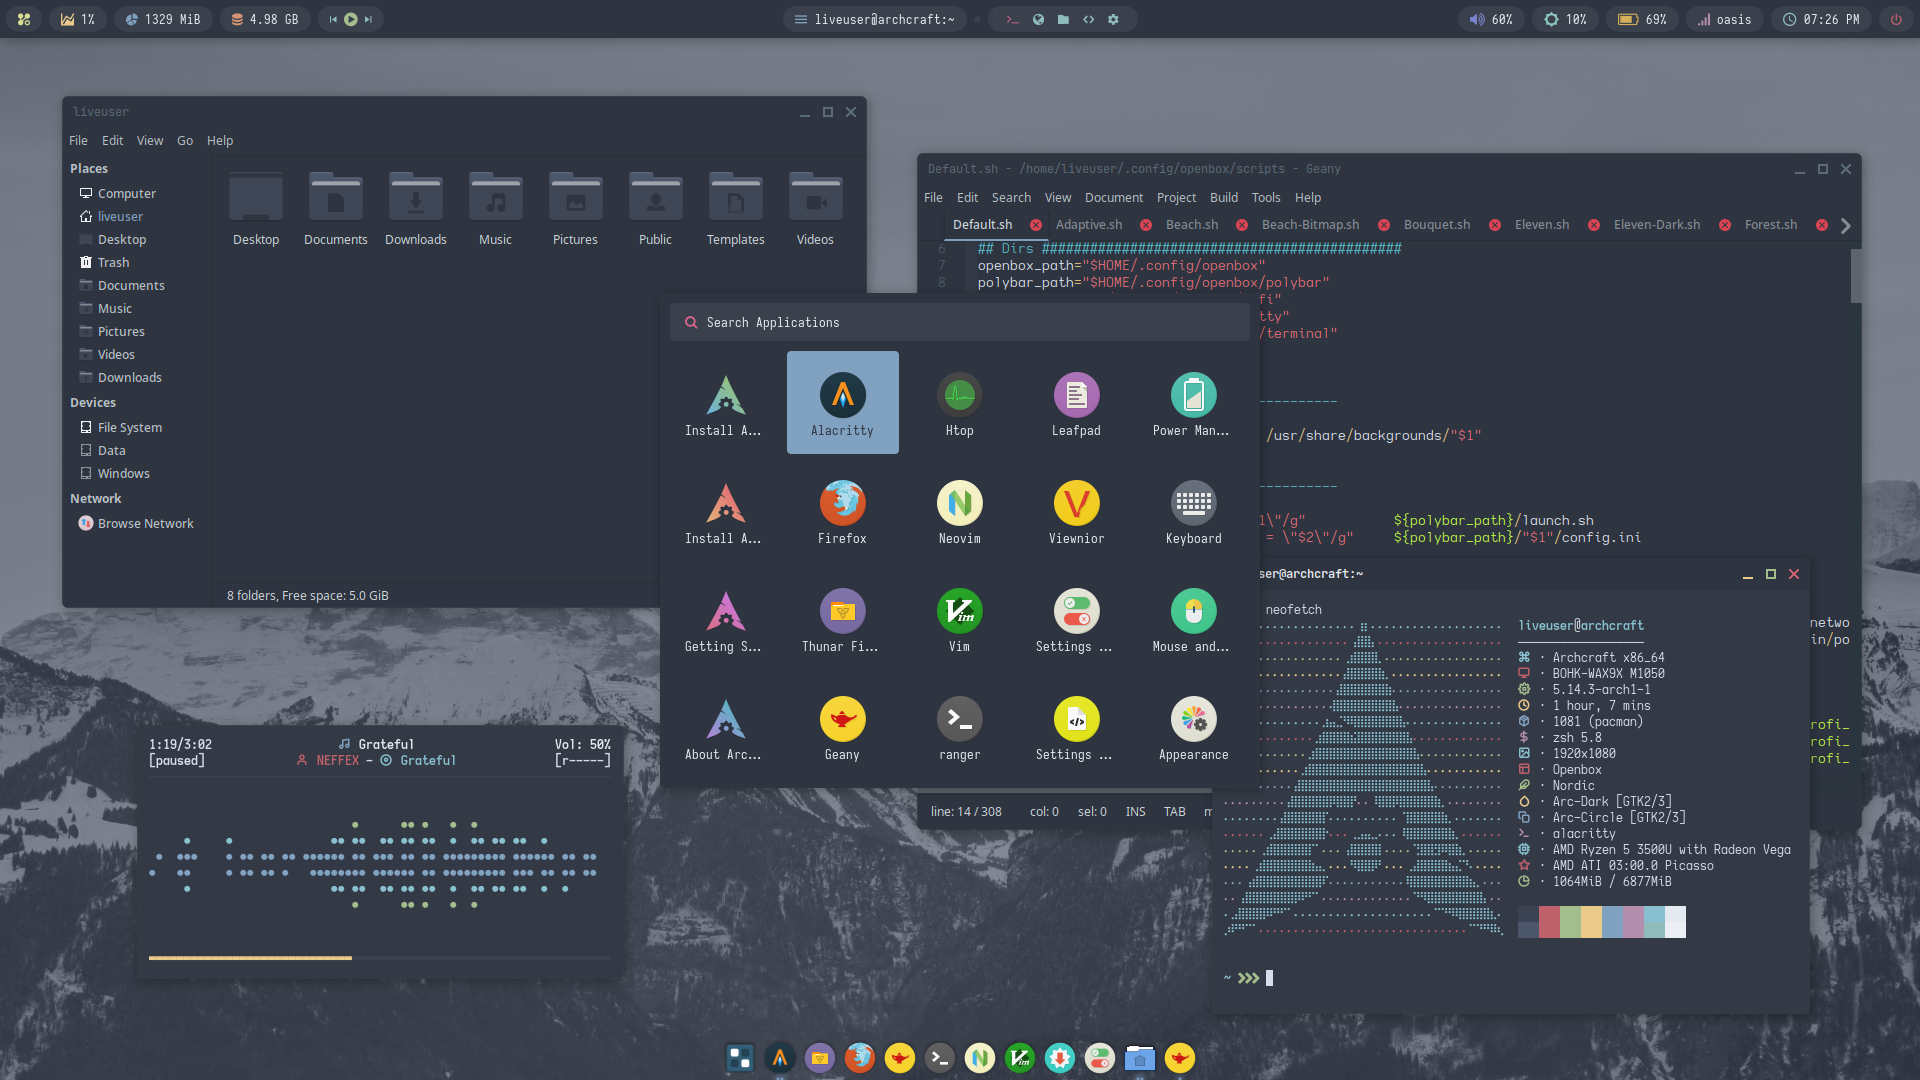 1%
1329 MiB
4.98 GB
liveuser@archcraft:~
60%
10%
69%
oasis
07:26 PM
liveuser
File Edit View Go Help
Places
Computer
liveuser
Desktop
Trash
Documents
Music
Pictures
Videos
Downloads
Devices
File System
Data
Windows
Network
Browse Network
Desktop Documents Downloads Music Pictures Public Templates Videos
8 folders, Free space: 5.0 GiB
Default.sh - /home/liveuser/.config/openbox/scripts - Geany
File Edit Search View Document Project Build Tools Help
Default.sh Adaptive.sh Beach.sh Beach-Bitmap.sh Bouquet.sh Eleven.sh Eleven-Dark.sh Forest.sh
6 ## Dirs #############################################
7 openbox_path="$HOME/.config/openbox"
8 polybar_path="$HOME/.config/openbox/polybar"
fi"
tty"
/terminal"
----------
/usr/share/backgrounds/"$1"
----------
1\"/g" ${polybar_path}/launch.sh
= \"$2\"/g" ${polybar_path}/"$1"/config.ini
netwo
in/po
rofi_
rofi_
rofi_
line: 14 / 308 col: 0 sel: 0 INS TAB m
Search Applications
Install A... Alacritty Htop Leafpad Power Man...
Install A... Firefox Neovim Viewnior Keyboard
Getting S... Thunar Fi... Vim Settings ... Mouse and...
About Arc... Geany ranger Settings ... Appearance
ser@archcraft:~
neofetch
liveuser@archcraft
· Archcraft x86_64
· BOHK-WAX9X M1050
· 5.14.3-arch1-1
· 1 hour, 7 mins
· 1081 (pacman)
· zsh 5.8
· 1920x1080
· Openbox
· Nordic
· Arc-Dark [GTK2/3]
· Arc-Circle [GTK2/3]
· alacritty
· AMD Ryzen 5 3500U with Radeon Vega
· AMD ATI 03:00.0 Picasso
· 1064MiB / 6877MiB
~ ❯❯❯
1:19/3:02 Grateful Vol: 50%
[paused] NEFFEX - Grateful [r-----]